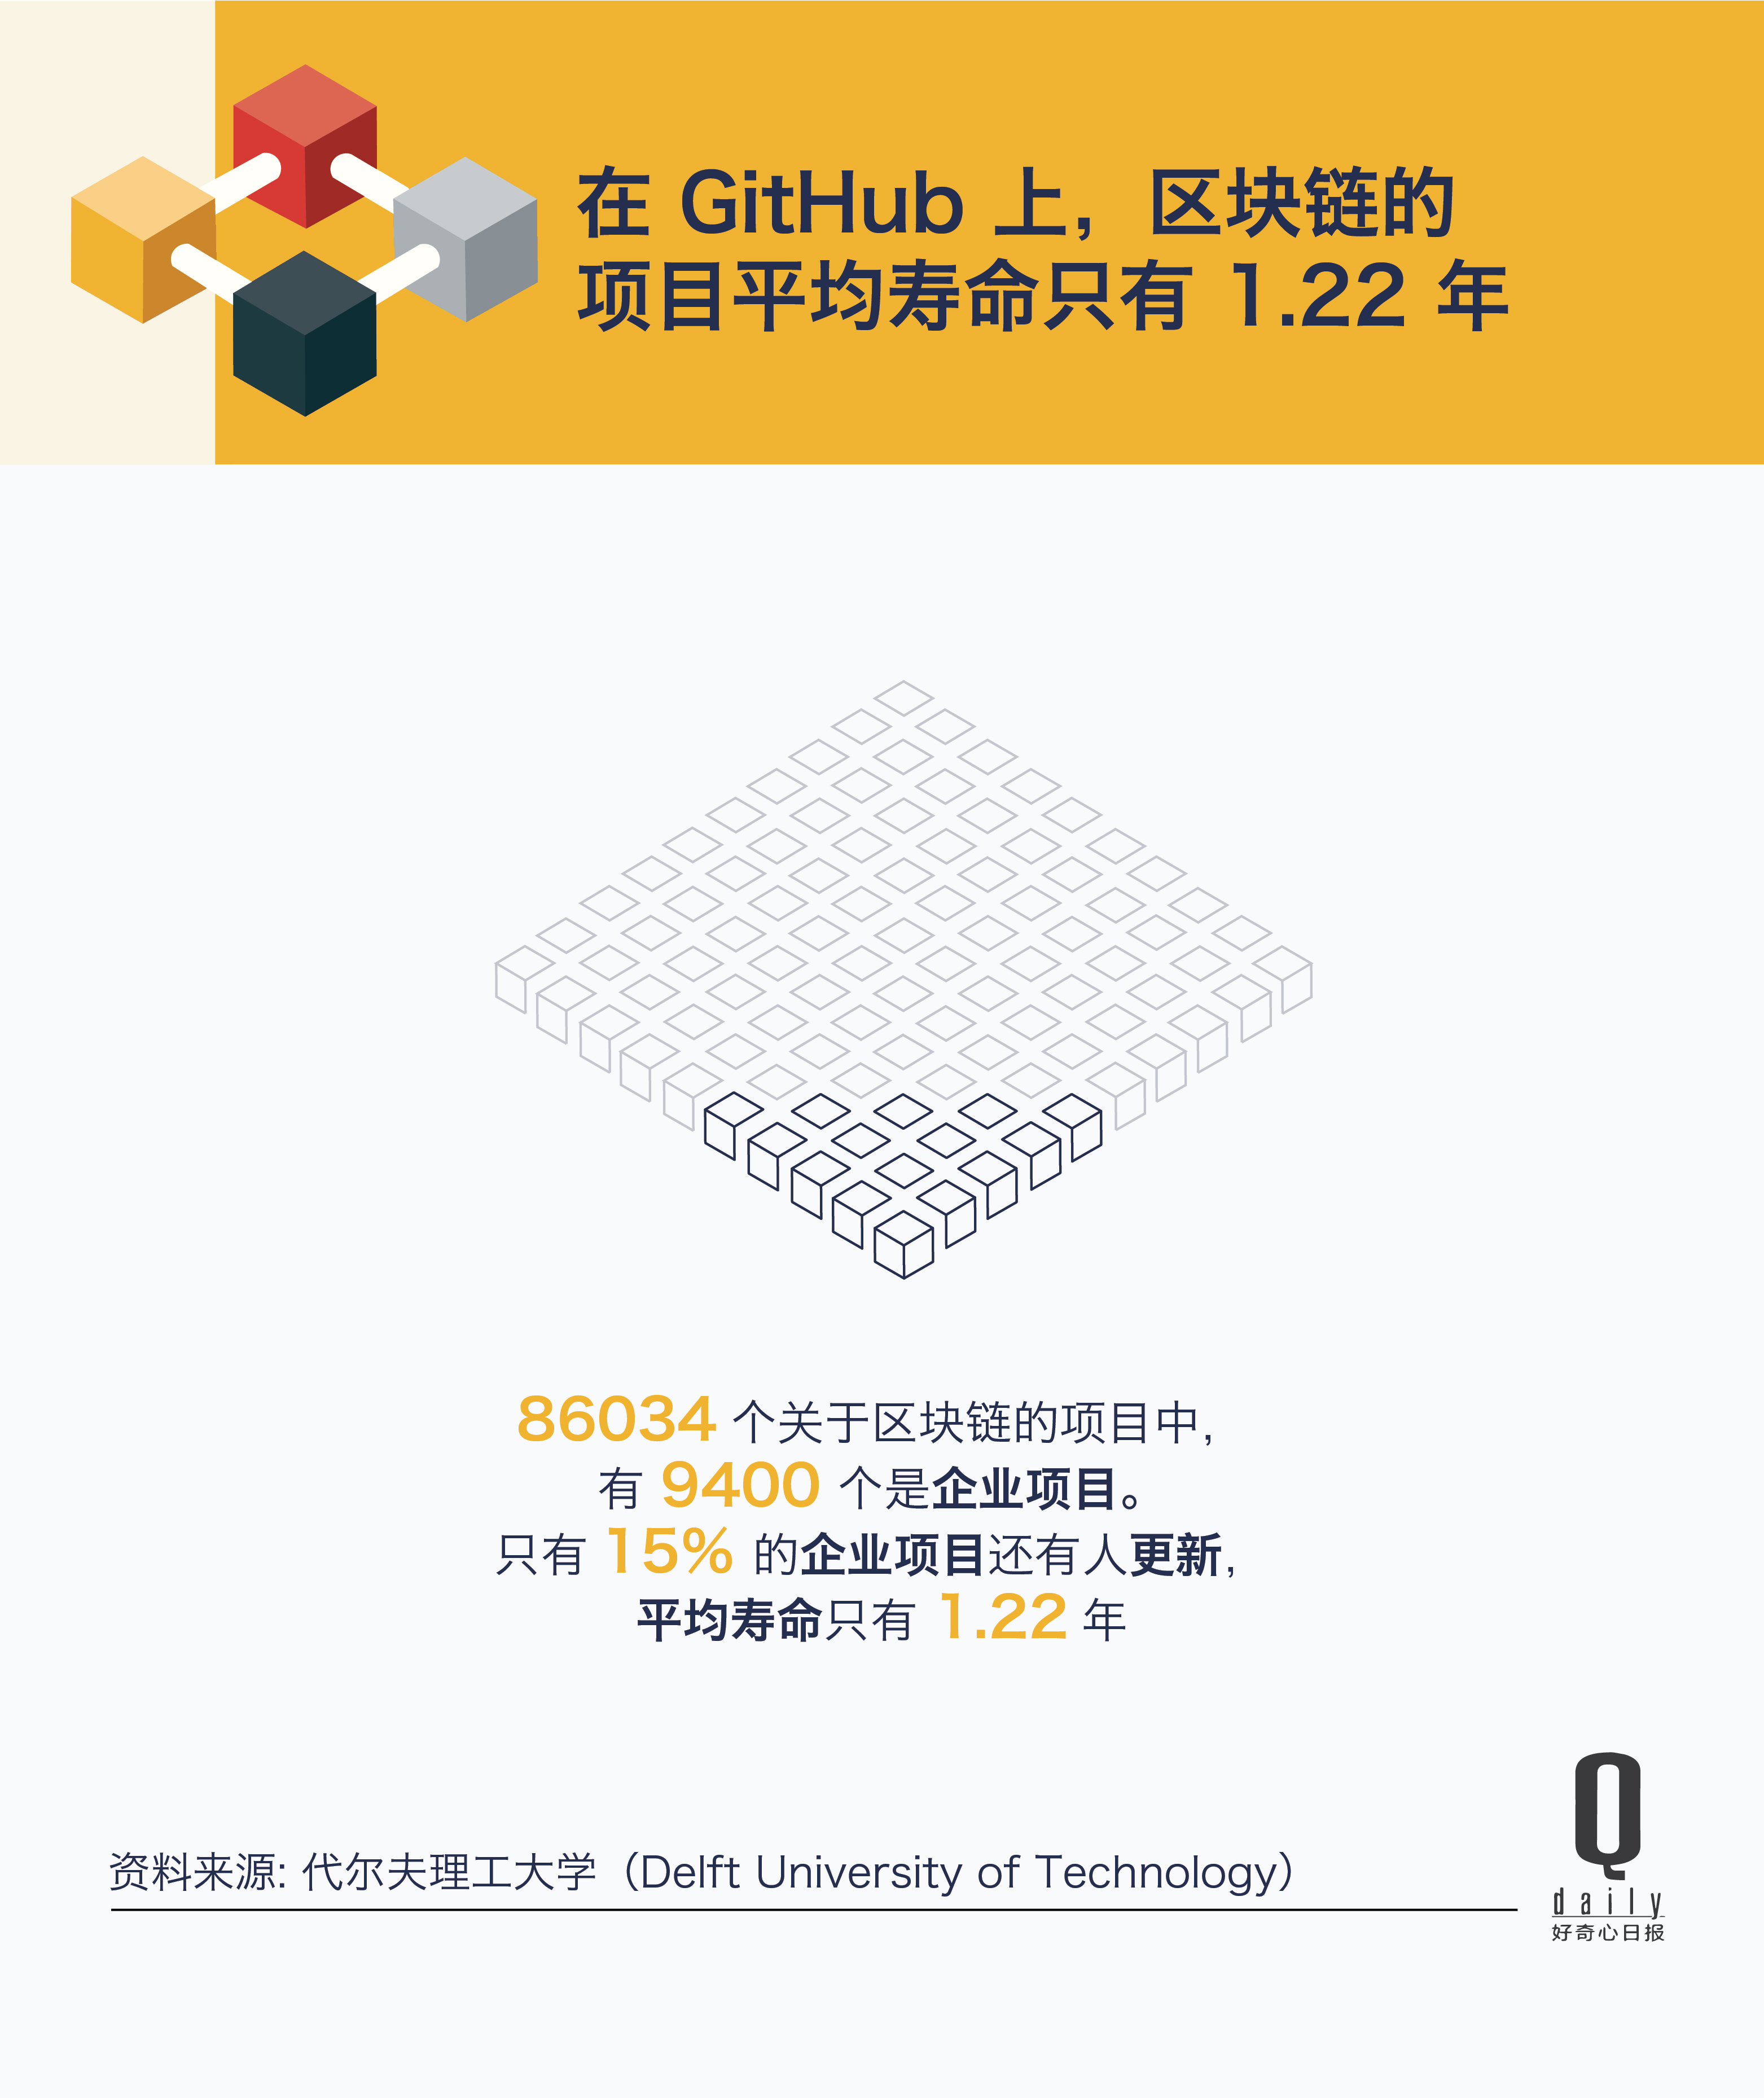 在 GitHub 上，区块链的
项目平均寿命只有 1.22 年
86034 个关于区块链的项目中，
有 9400 个是企业项目。
只有 15% 的企业项目还有人更新，
平均寿命只有 1.22 年
资料来源: 代尔夫理工大学（Delft University of Technology）
Q
daily
好奇心日报